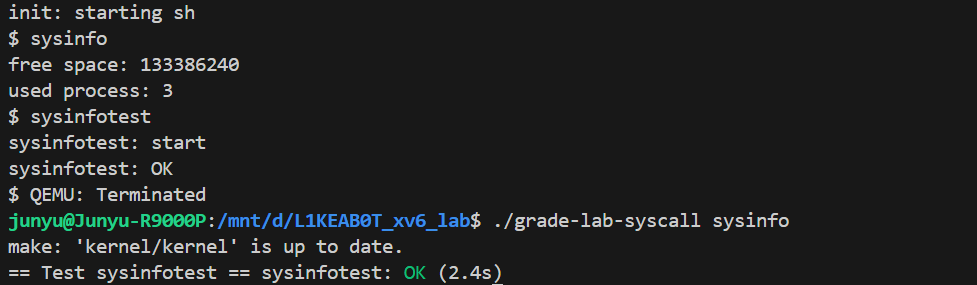 init: starting sh
$ sysinfo
free space: 133386240
used process: 3
$ sysinfotest
sysinfotest: start
sysinfotest: OK
$ QEMU: Terminated
junyu@Junyu-R9000P:/mnt/d/L1KEAB0T_xv6_lab$ ./grade-lab-syscall sysinfo
make: 'kernel/kernel' is up to date.
== Test sysinfotest == sysinfotest: OK (2.4s)